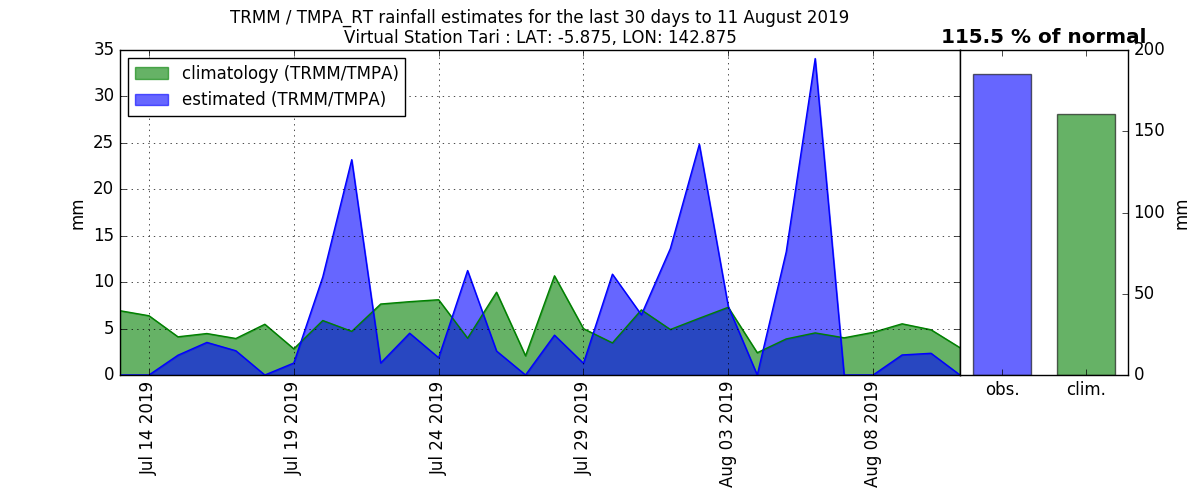 TRMM / TMPA_RT rainfall estimates for the last 30 days to 11 August 2019
Virtual Station Tari : LAT: -5.875, LON: 142.875
115.5 % of normal
climatology (TRMM/TMPA)
estimated (TRMM/TMPA)
35
30
25
20
15
10
5
0
mm
Jul 14 2019
Jul 19 2019
Jul 24 2019
Jul 29 2019
Aug 03 2019
Aug 08 2019
200
150
100
50
0
mm
obs.
clim.